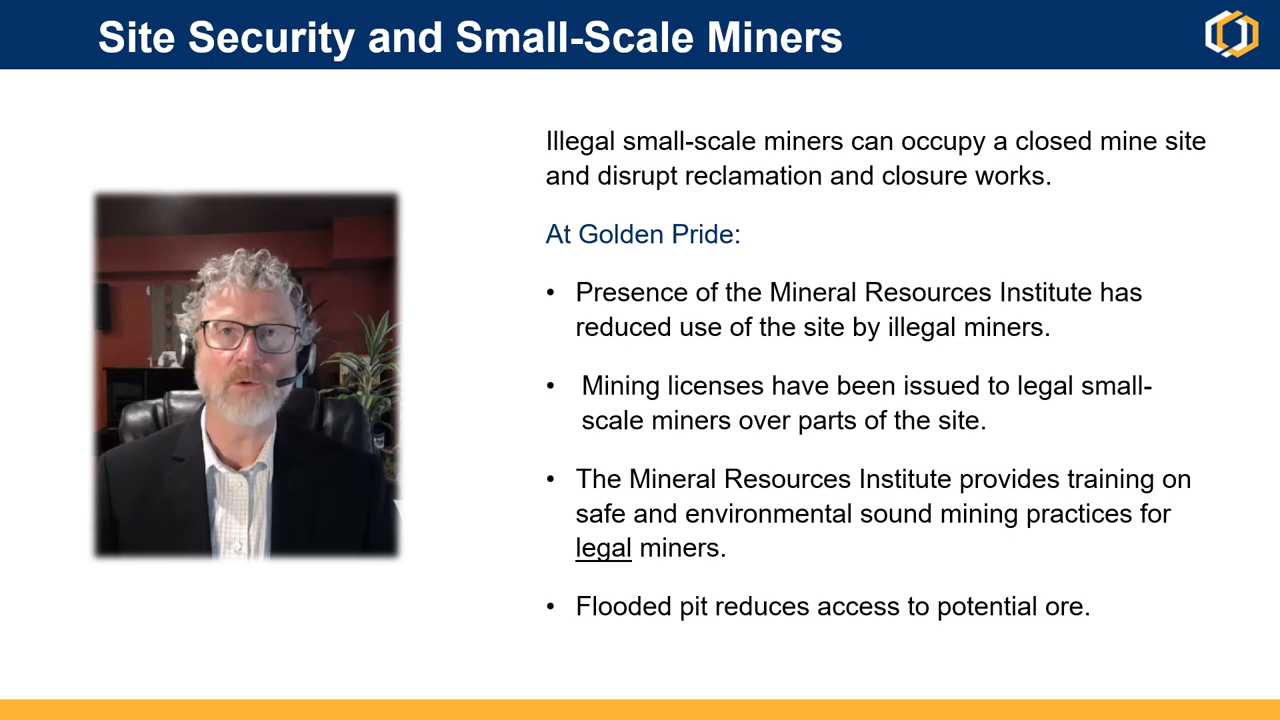 Site Security and Small-Scale Miners
Illegal small-scale miners can occupy a closed mine site
and disrupt reclamation and closure works.
At Golden Pride:
• Presence of the Mineral Resources Institute has
reduced use of the site by illegal miners.
• Mining licenses have been issued to legal small-
scale miners over parts of the site.
• The Mineral Resources Institute provides training on
safe and environmental sound mining practices for
legal miners.
• Flooded pit reduces access to potential ore.